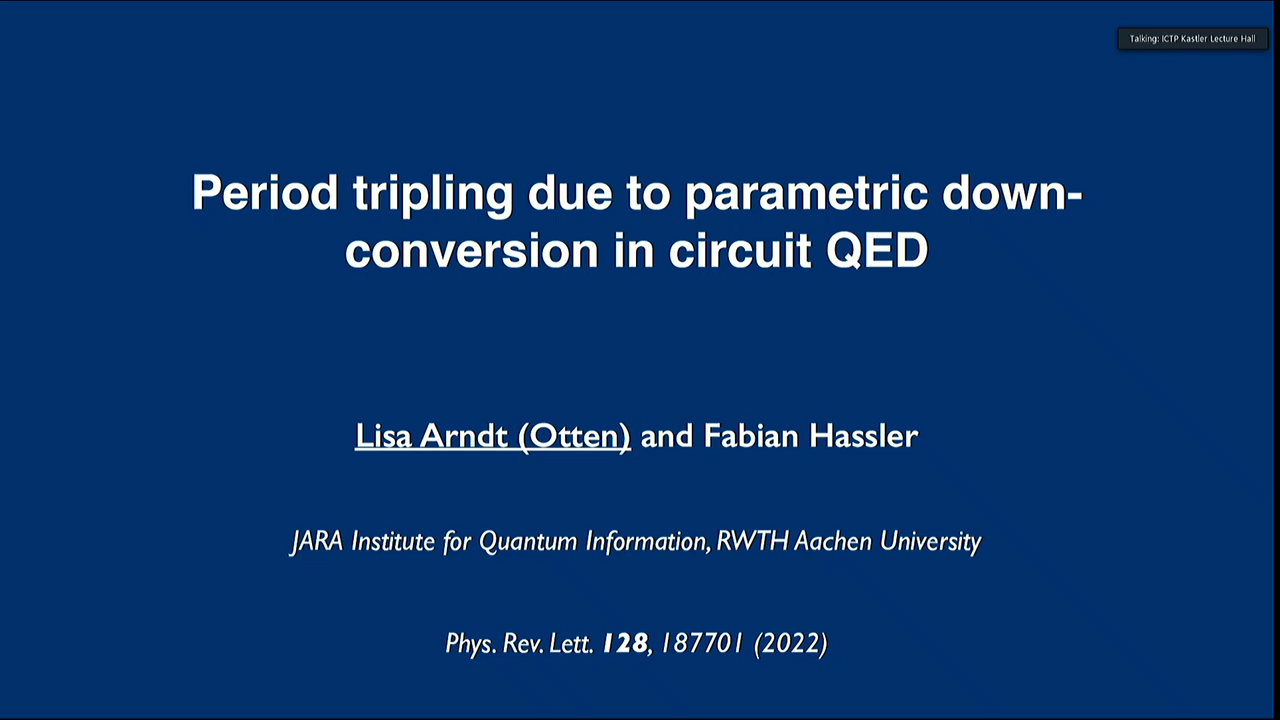 Talking: ICTP Kastler Lecture Hall
Period tripling due to parametric down-
conversion in circuit QED
Lisa Arndt (Otten) and Fabian Hassler
JARA Institute for Quantum Information, RWTH Aachen University
Phys. Rev. Lett. 128, 187701 (2022)